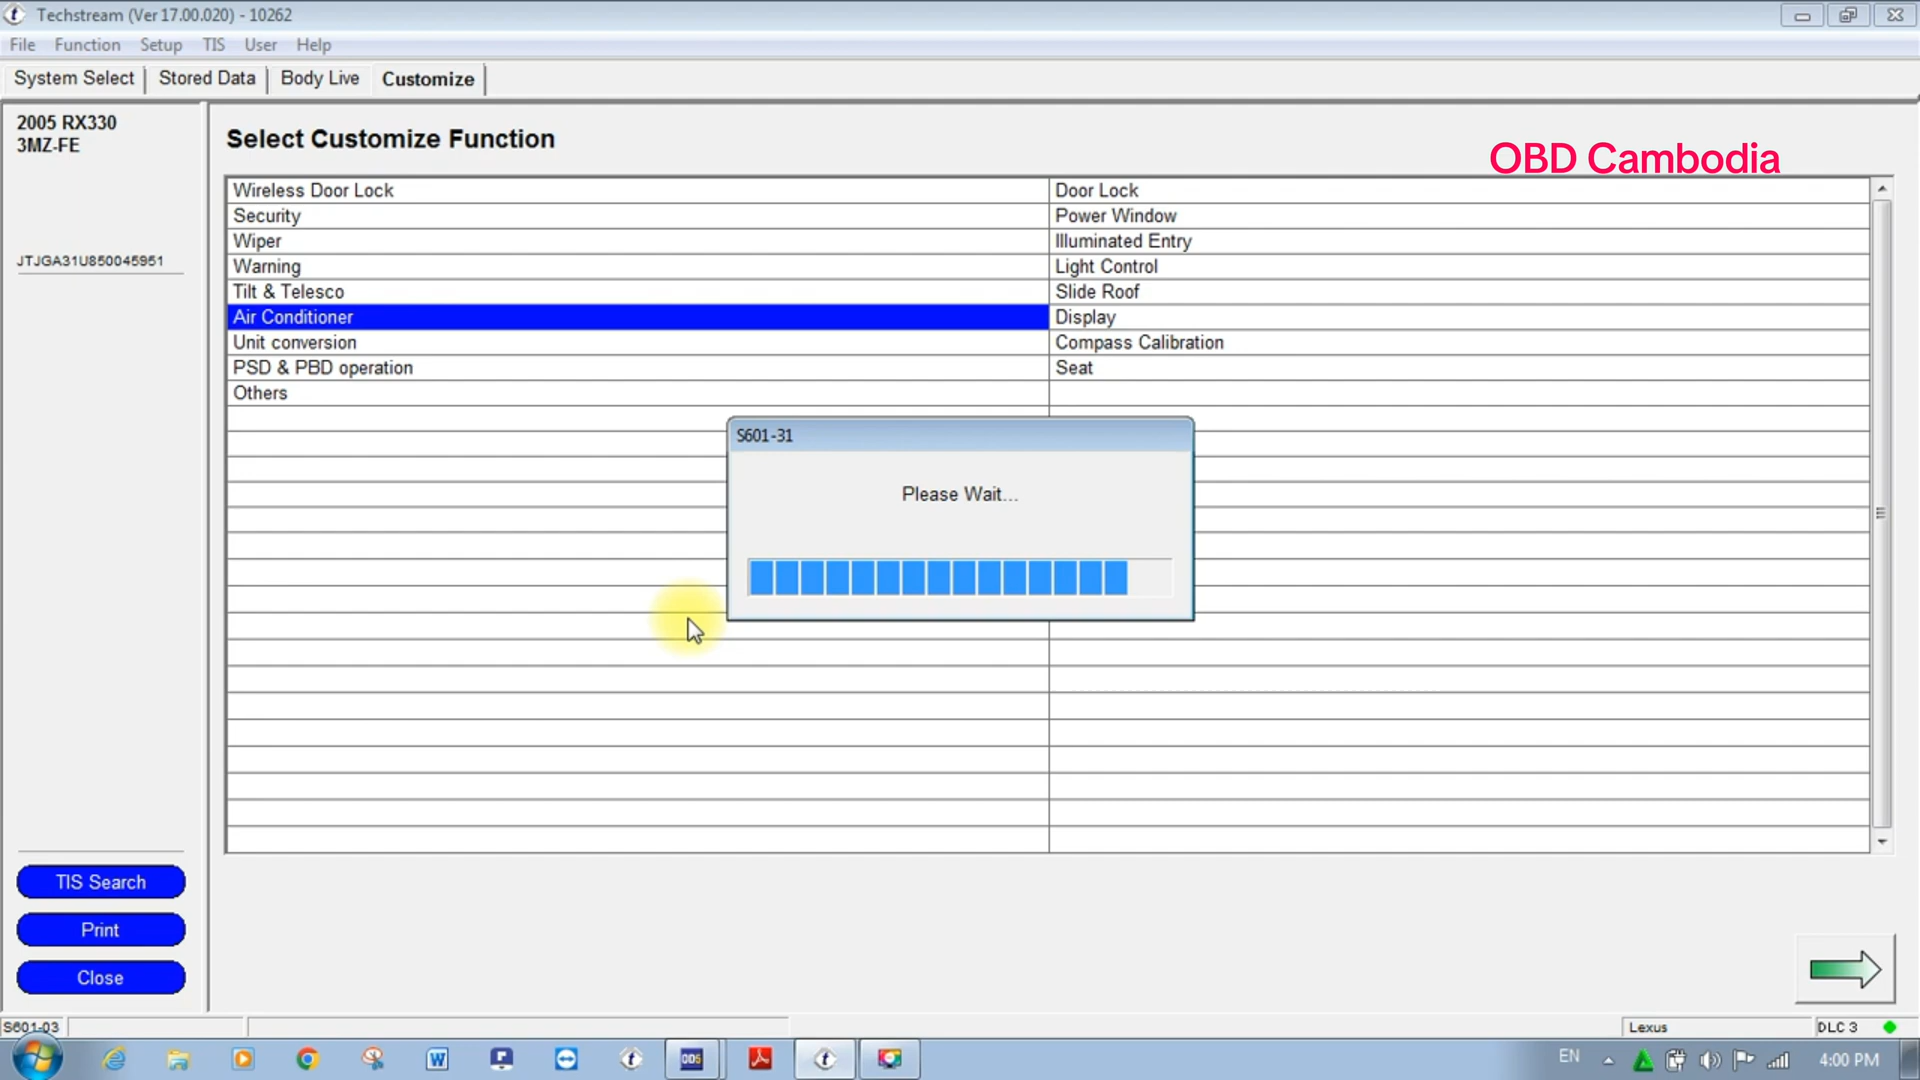 Techstream (Ver 17.00.020) - 10262
File Function Setup TIS User Help
System Select Stored Data Body Live Customize
2005 RX330
3MZ-FE
JTJGA31U850045951
Select Customize Function
OBD Cambodia
Wireless Door Lock Door Lock
Security Power Window
Wiper Illuminated Entry
Warning Light Control
Tilt & Telesco Slide Roof
Air Conditioner Display
Unit conversion Compass Calibration
PSD & PBD operation Seat
Others
S601-31
Please Wait...
TIS Search
Print
Close
S601-03 Lexus DLC 3
EN 4:00 PM